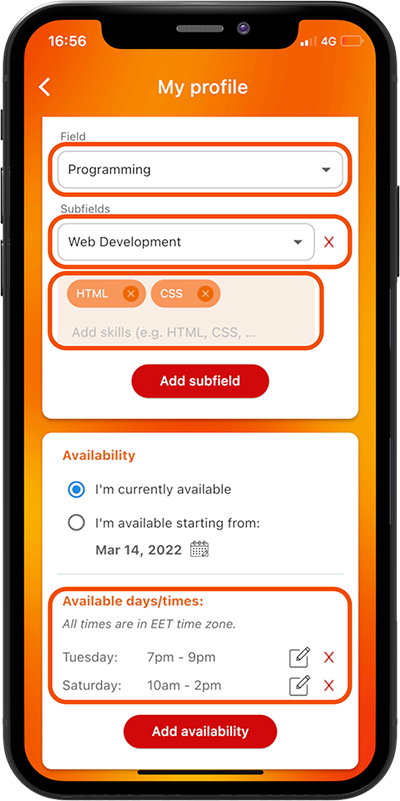 16:56
4G
My profile
Field
Programming
Subfields
Web Development
X
HTML
CSS
Add skills (e.g. HTML, CSS, ...
Add subfield
Availability
I'm currently available
I'm available starting from:
Mar 14, 2022
Available days/times:
All times are in EET time zone.
Tuesday: 7pm - 9pm X
Saturday: 10am - 2pm X
Add availability